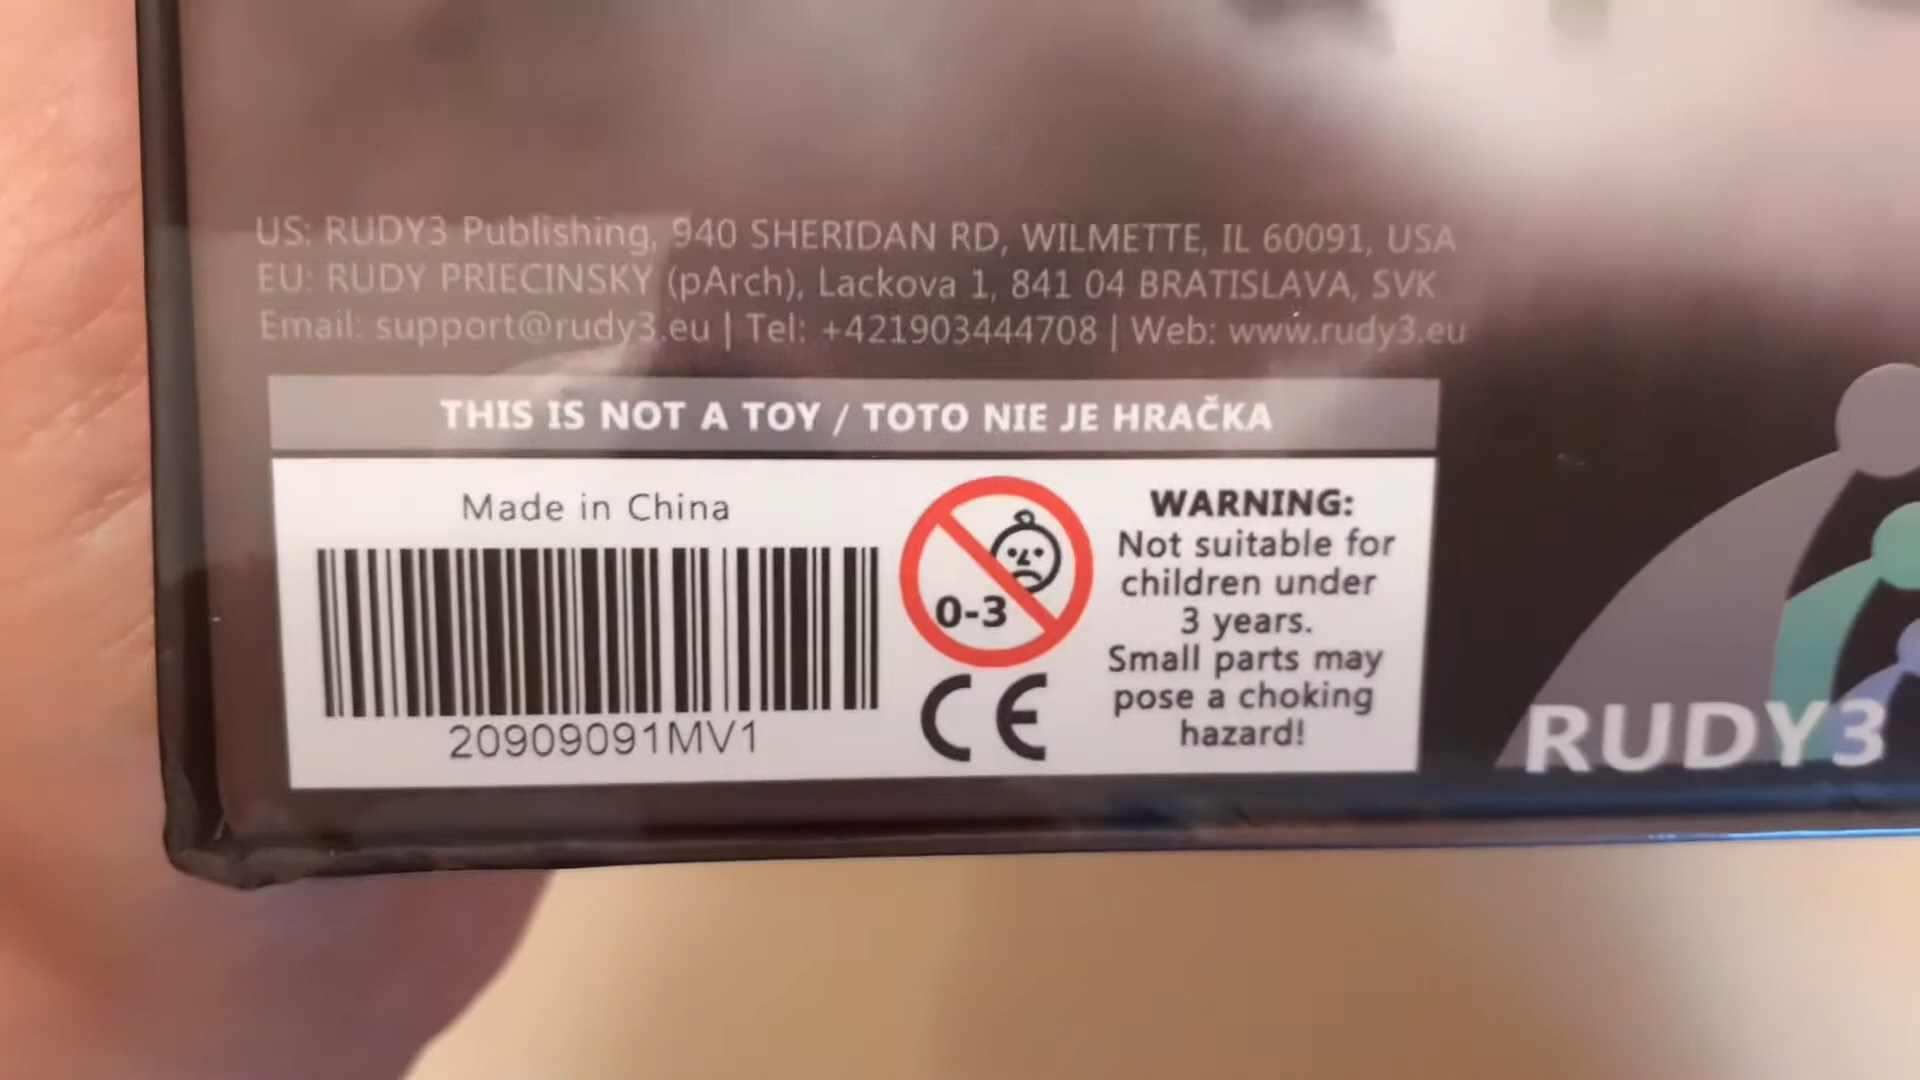 US: RUDY3 Publishing, 940 SHERIDAN RD, WILMETTE, IL 60091, USA
EU: RUDY PRIECINSKY (pArch), Lackova 1, 841 04 BRATISLAVA, SVK
Email: support@rudy3.eu | Tel: +421903444708 | Web: www.rudy3.eu
THIS IS NOT A TOY / TOTO NIE JE HRAČKA
Made in China
20909091MV1
0-3
CE
WARNING:
Not suitable for
children under
3 years.
Small parts may
pose a choking
hazard!
RUDY3